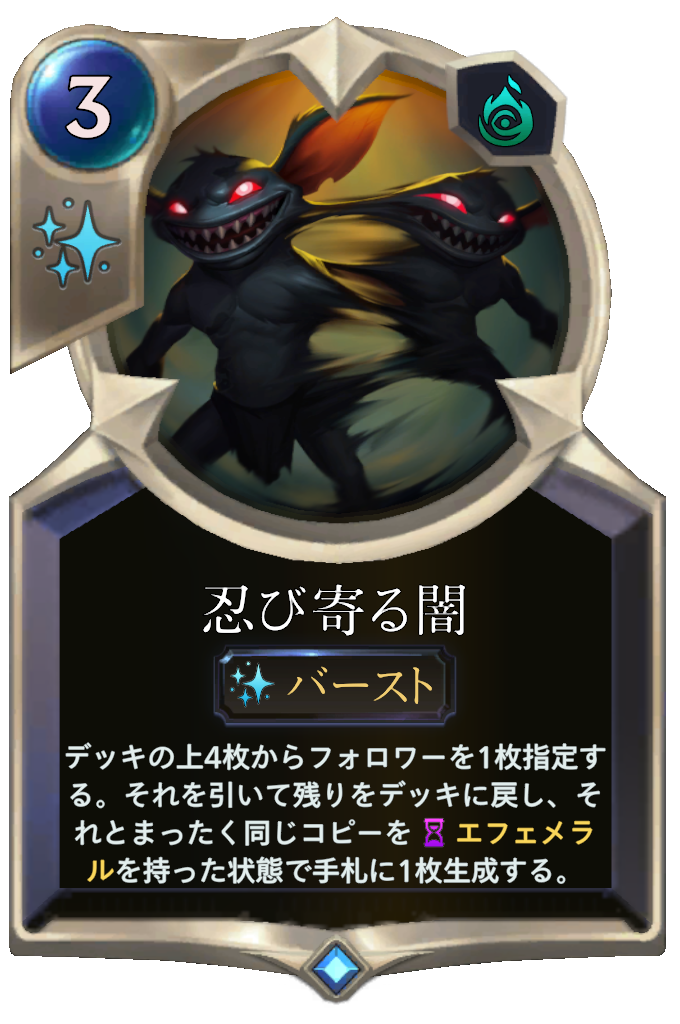 3
忍び寄る闇
バースト
デッキの上4枚からフォロワーを1枚指定す
る。それを引いて残りをデッキに戻し、そ
れとまったく同じコピーを エフェメラ
ルを持った状態で手札に1枚生成する。